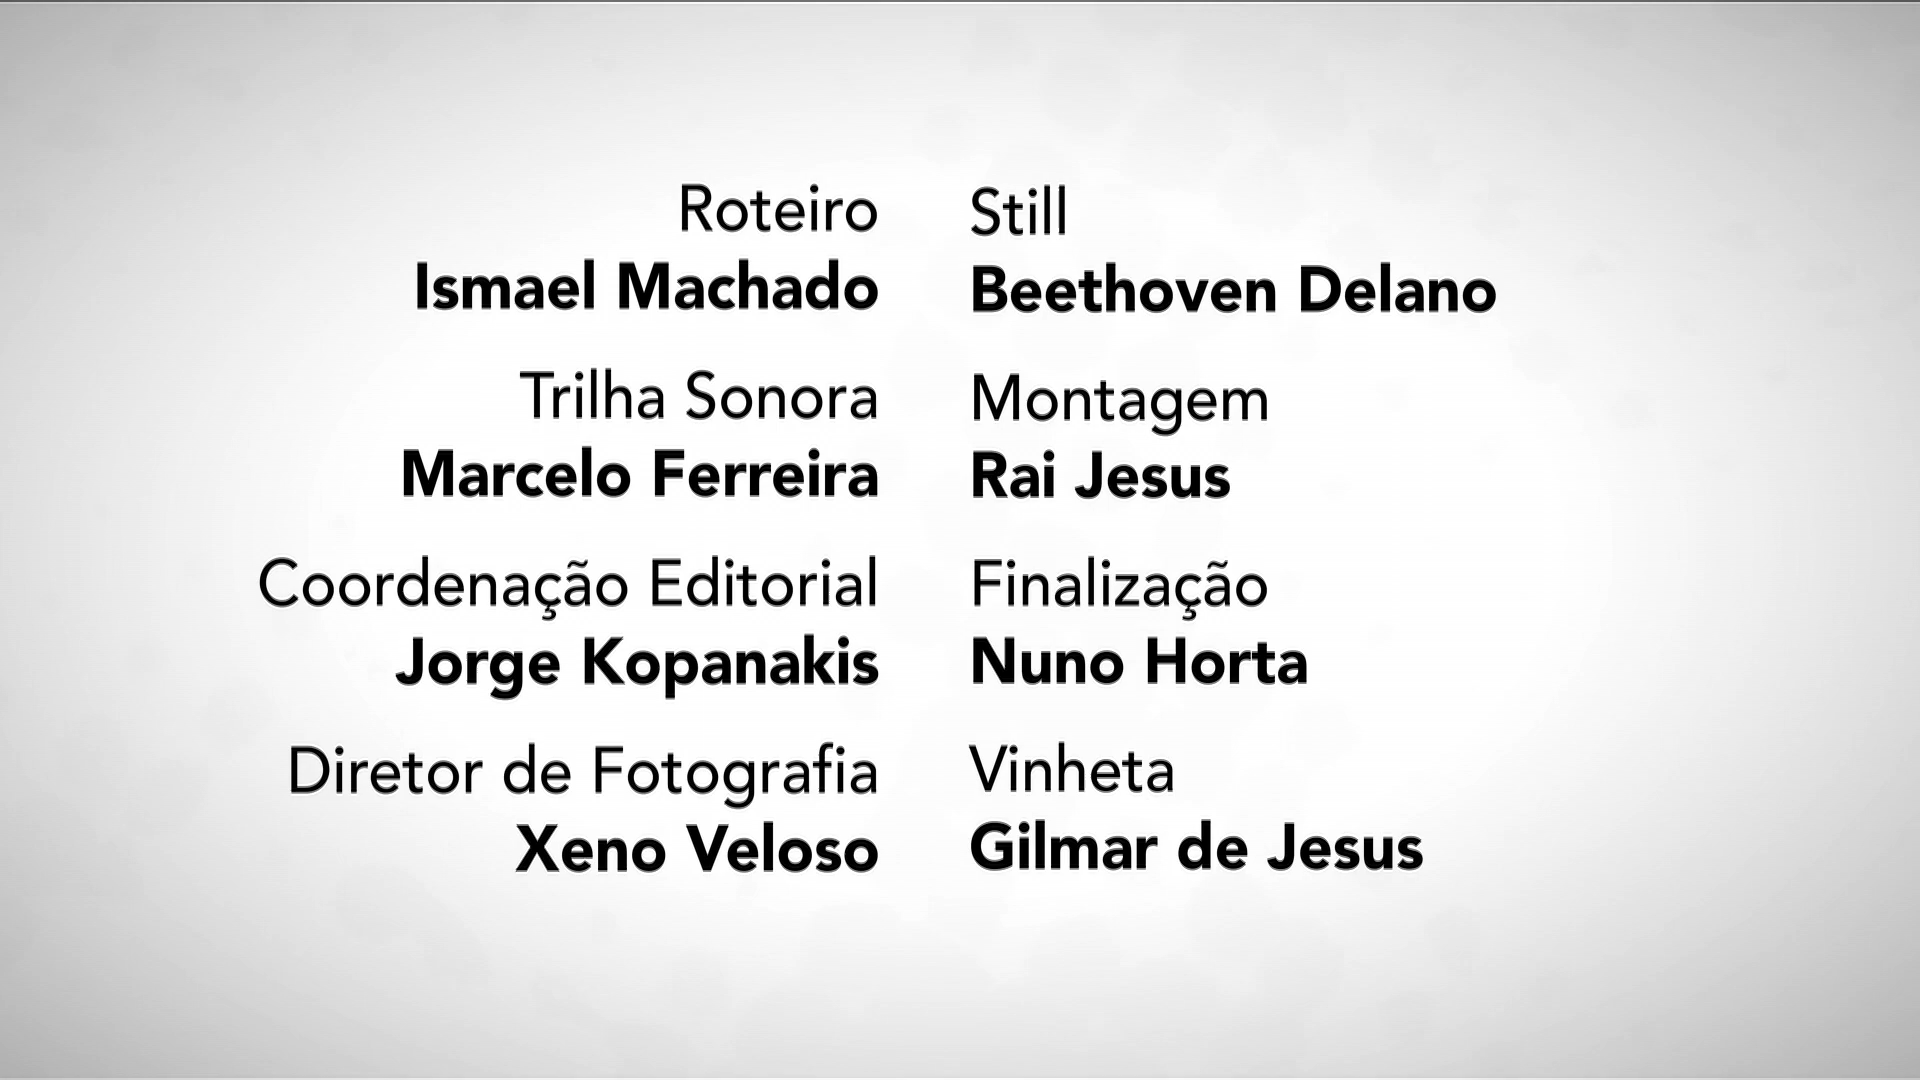 Roteiro
Ismael Machado
Trilha Sonora
Marcelo Ferreira
Coordenação Editorial
Jorge Kopanakis
Diretor de Fotografia
Xeno Veloso
Still
Beethoven Delano
Montagem
Rai Jesus
Finalização
Nuno Horta
Vinheta
Gilmar de Jesus